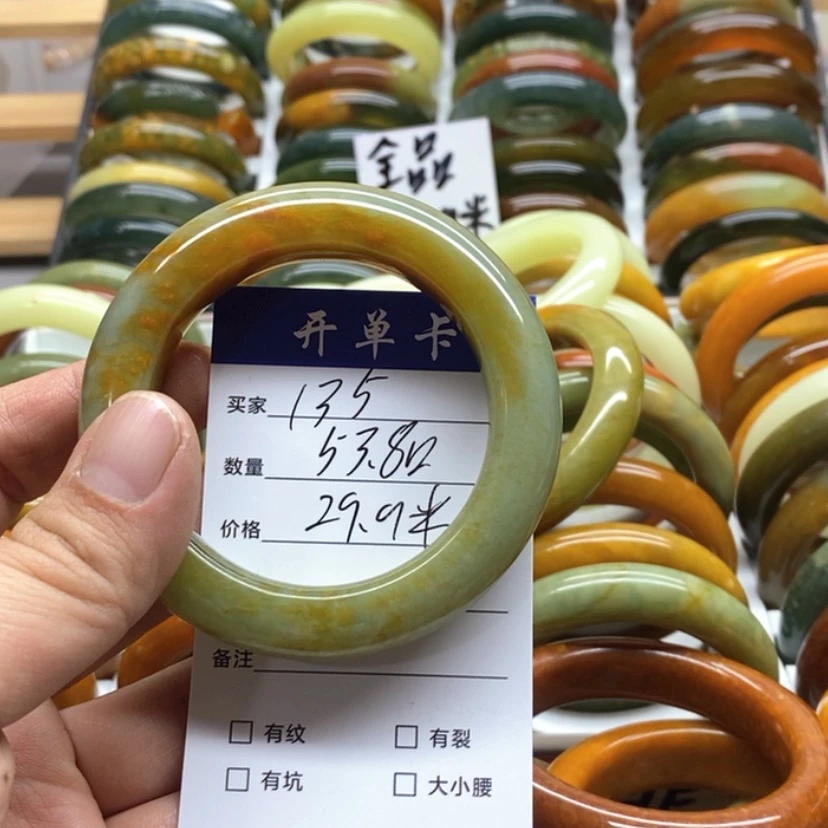 全品
米
开单卡
买家 135
数量 53.8口
价格 29.9米
备注
有纹 有裂
有坑 大小腰